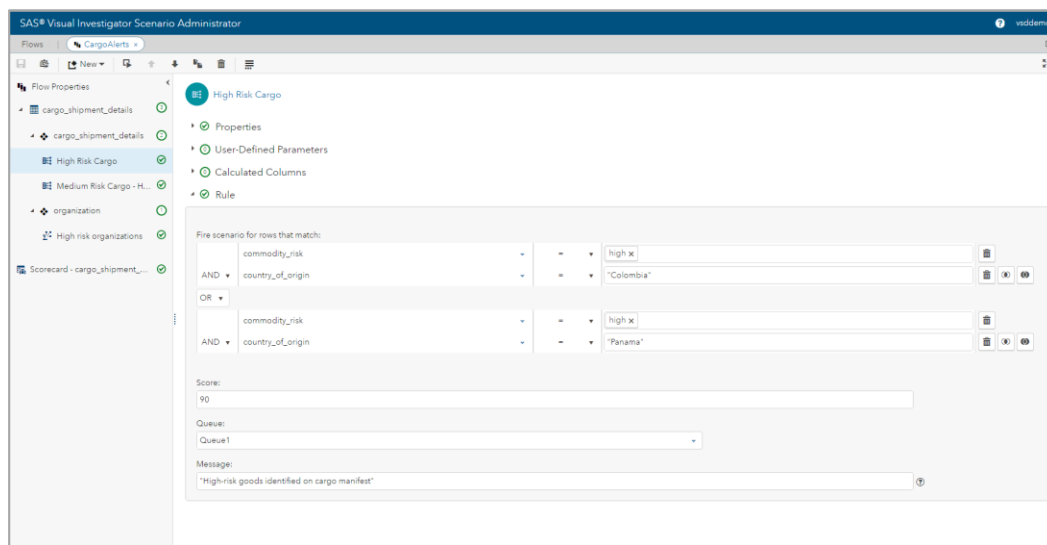 SAS® Visual Investigator Scenario Administrator
? vsddemo
Flows
CargoAlerts ×
New
Flow Properties
High Risk Cargo
cargo_shipment_details
Properties
cargo_shipment_details
User-Defined Parameters
High Risk Cargo
Calculated Columns
Medium Risk Cargo - H...
Rule
organization
High risk organizations
Scorecard - cargo_shipment_...
Fire scenario for rows that match:
commodity_risk = high x
AND country_of_origin = "Colombia"
OR
commodity_risk = high x
AND country_of_origin = "Panama"
Score:
90
Queue:
Queue1
Message:
"High-risk goods identified on cargo manifest"